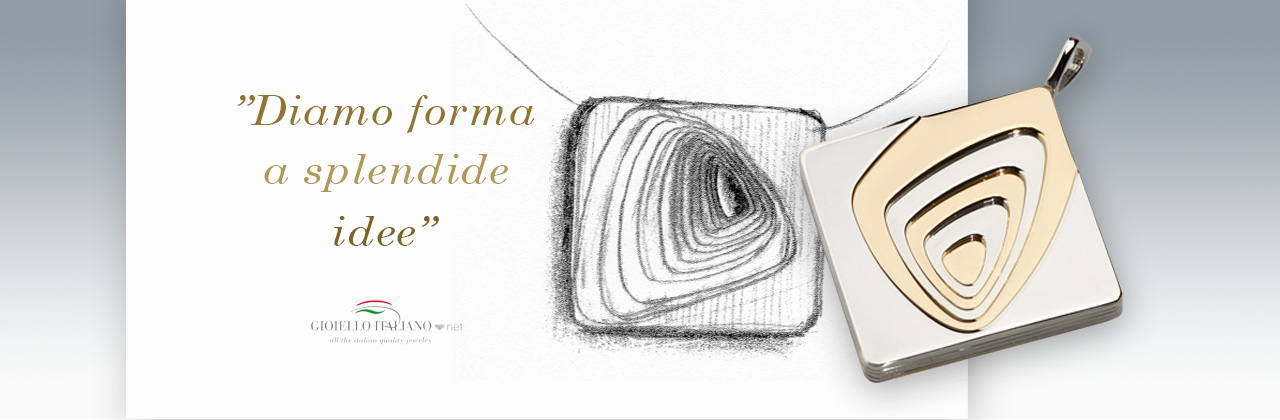 ”Diamo forma
a splendide
idee”
GIOIELLO ITALIANO net
all the italian quality jewelry